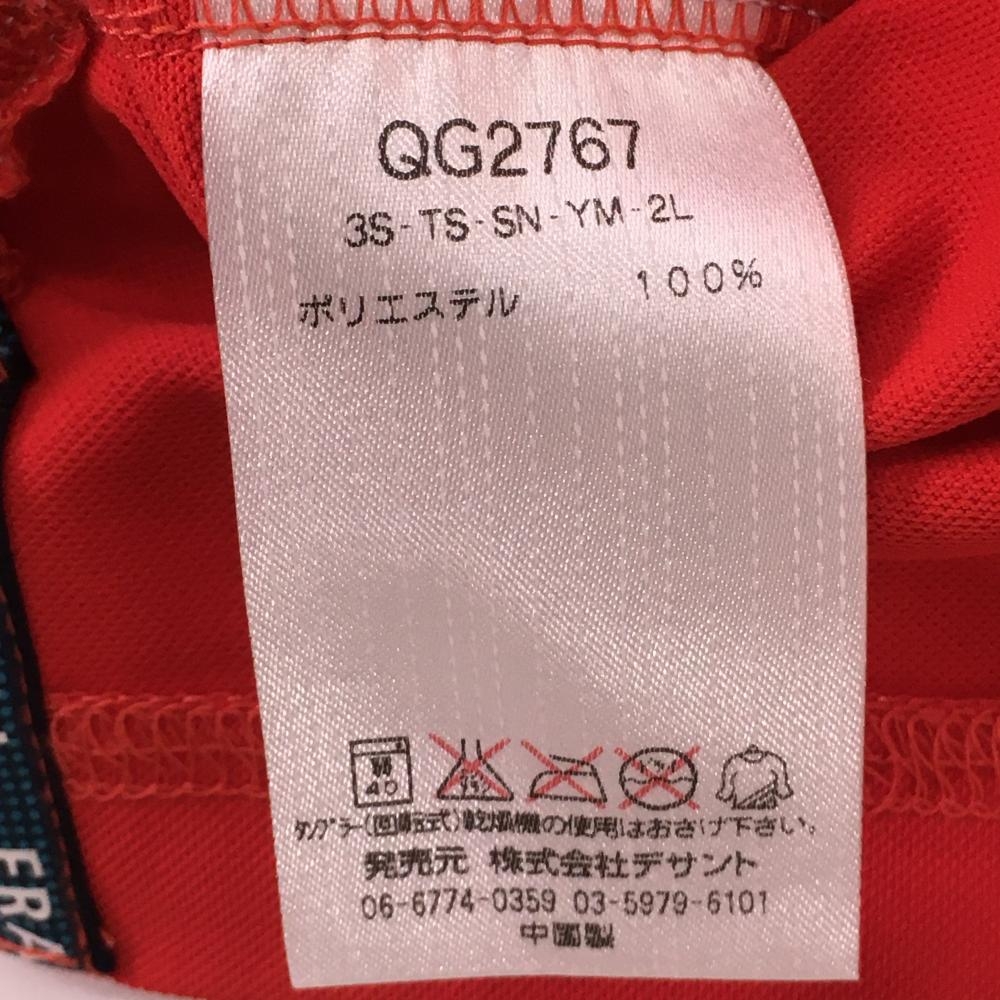 QG2767
3S-TS-SN-YM-2L
ポリエステル 100%
40
タンブラー(回転式)乾燥機の使用はおさけ下さい。
発売元 株式会社デサント
06-6774-0359 03-5979-6101
中国製
ERA